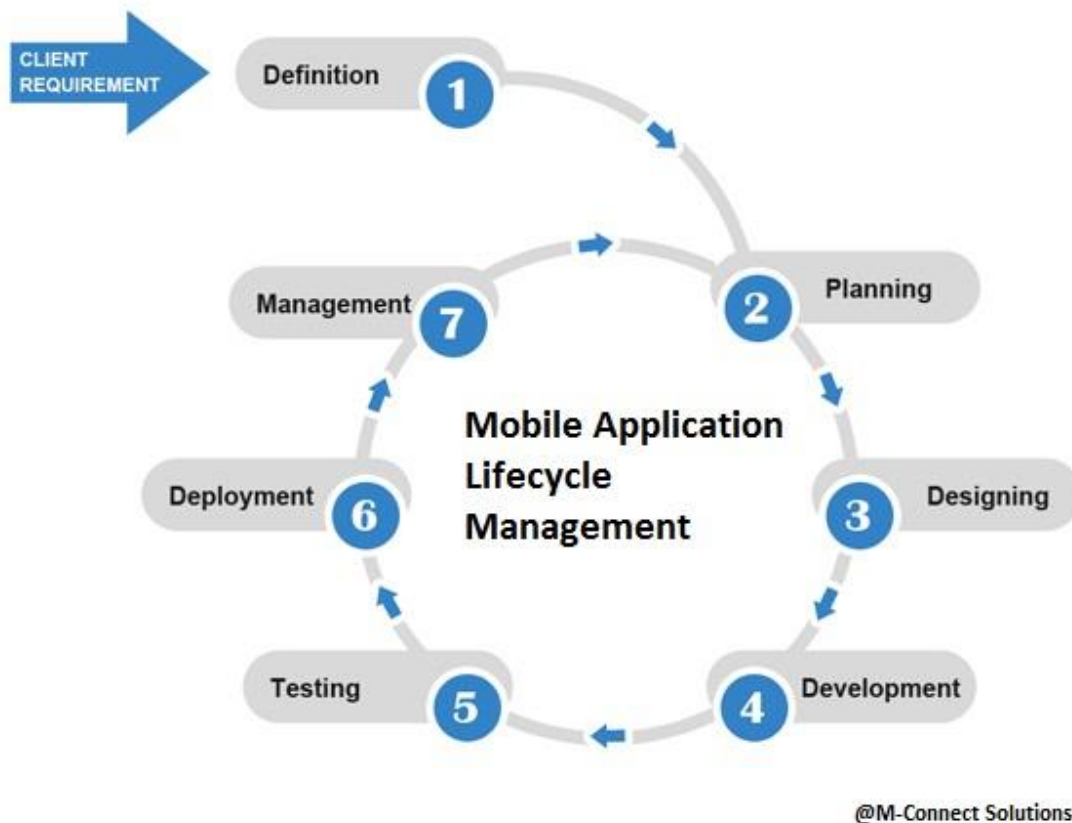 CLIENT
REQUIREMENT
Definition
1
2
Planning
Management
7
Mobile Application
Lifecycle
Management
3
Designing
Deployment
6
4
Development
Testing
5
@M-Connect Solutions